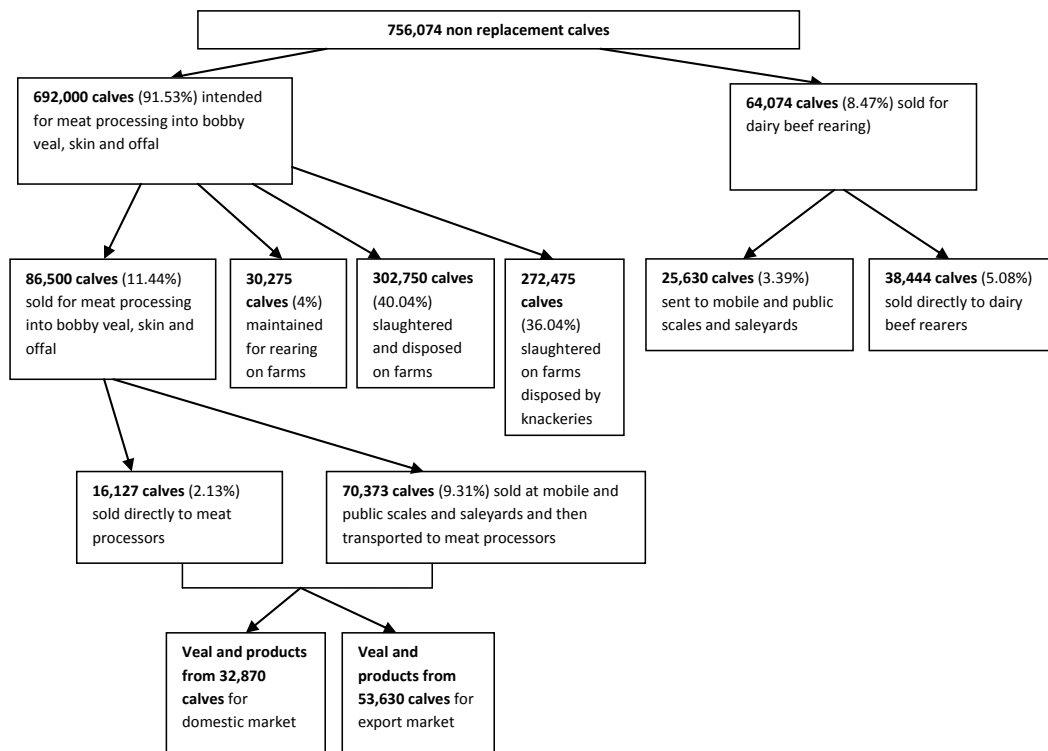 756,074 non replacement calves
692,000 calves (91.53%) intended
for meat processing into bobby
veal, skin and offal
64,074 calves (8.47%) sold for
dairy beef rearing)
86,500 calves (11.44%)
sold for meat processing
into bobby veal, skin and
offal
30,275
calves (4%)
maintained
for rearing
on farms
302,750 calves
(40.04%)
slaughtered
and disposed
on farms
272,475
calves
(36.04%)
slaughtered
on farms
disposed by
knackeries
25,630 calves (3.39%)
sent to mobile and public
scales and saleyards
38,444 calves (5.08%)
sold directly to dairy
beef rearers
16,127 calves (2.13%)
sold directly to meat
processors
70,373 calves (9.31%) sold at mobile and
public scales and saleyards and then
transported to meat processors
Veal and products
from 32,870
calves for
domestic market
Veal and
products from
53,630 calves for
export market